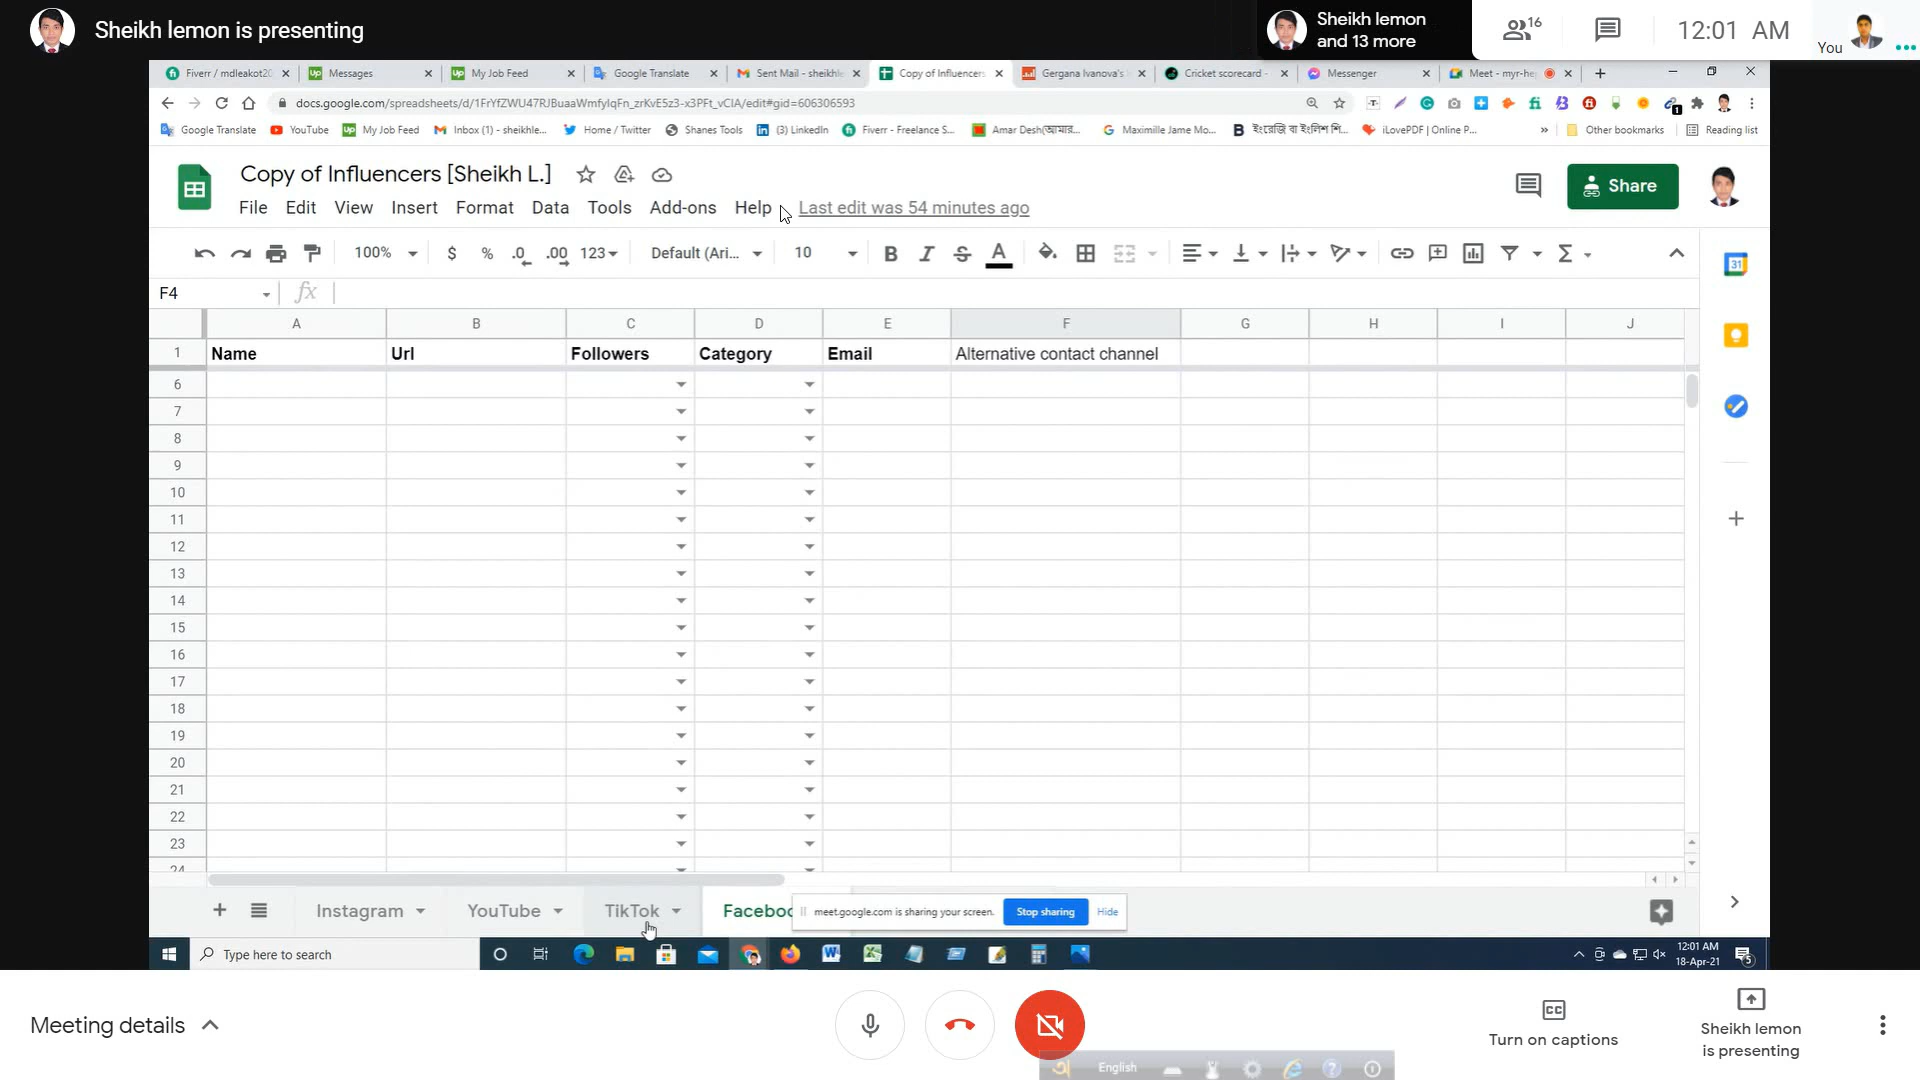 Sheikh lemon is presenting
Sheikh lemon
and 13 more
16
12:01 AM
You
Fiverr / mdleakot20
Messages
My Job Feed
Google Translate
Sent Mail - sheikhle
Copy of Influencers
Gergana Ivanova's
Cricket scorecard -
Messenger
Meet - myr-he
docs.google.com/spreadsheets/d/1FrYfZWU47RJBuaaWmfyIqFn_zrKvE5z3-x3PFt_vCIA/edit#gid=606306593
Google Translate
YouTube
My Job Feed
Inbox (1) - sheikhle...
Home / Twitter
Shanes Tools
(3) LinkedIn
Fiverr - Freelance S...
Amar Desh(আমার...
Maximille Jame Mo...
ইংরেজি বা ইংলিশ শি...
iLovePDF | Online P...
Other bookmarks
Reading list
Copy of Influencers [Sheikh L.]
File Edit View Insert Format Data Tools Add-ons Help
Last edit was 54 minutes ago
Share
100% $ % .0 .00 123 Default (Ari... 10 B I S A
31
F4 fx
A B C D E F G H I J
1 Name Url Followers Category Email Alternative contact channel
6
7
8
9
10
11
12
13
14
15
16
17
18
19
20
21
22
23
24
Instagram
YouTube
TikTok
Faceboo
meet.google.com is sharing your screen.
Stop sharing
Hide
Type here to search
12:01 AM
18-Apr-21
5
Meeting details
Turn on captions
Sheikh lemon
is presenting
English